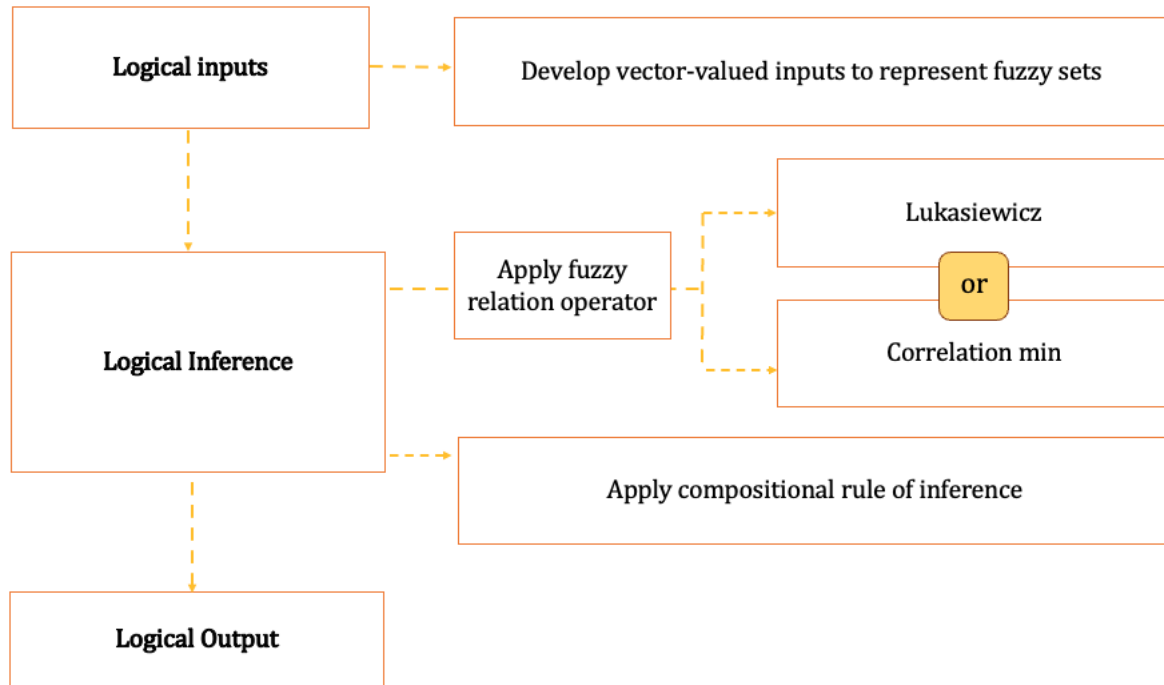 Logical inputs
Develop vector-valued inputs to represent fuzzy sets
Lukasiewicz
Apply fuzzy
relation operator
or
Logical Inference
Correlation min
Apply compositional rule of inference
Logical Output